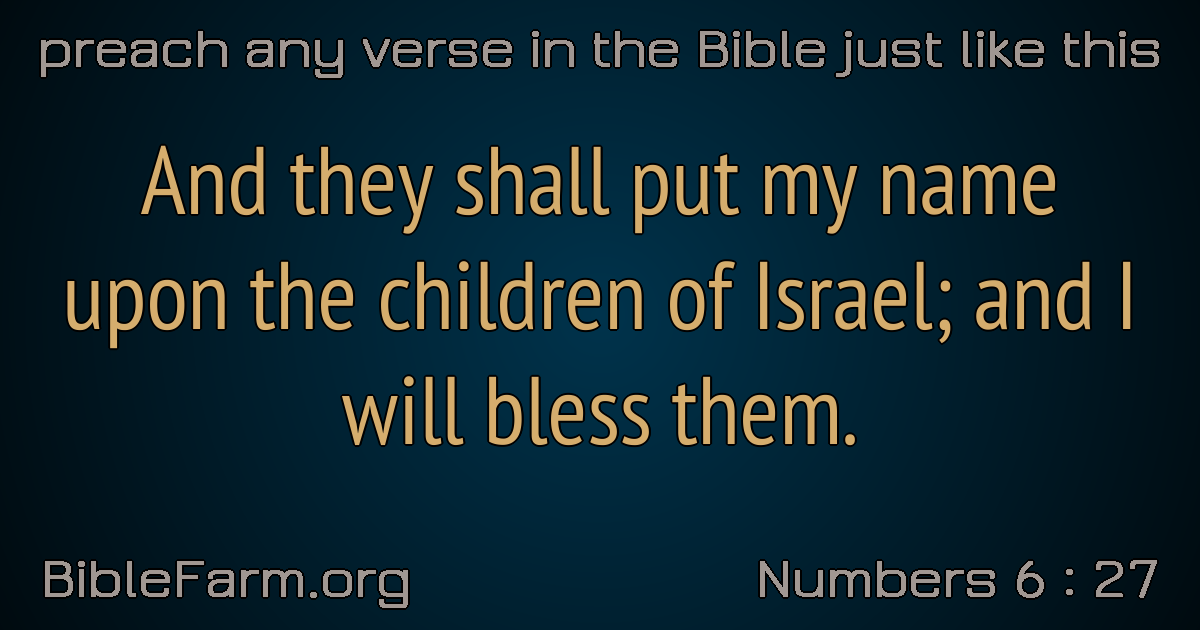 preach any verse in the Bible just like this
And they shall put my name
upon the children of Israel; and I
will bless them.
BibleFarm.org
Numbers 6 : 27